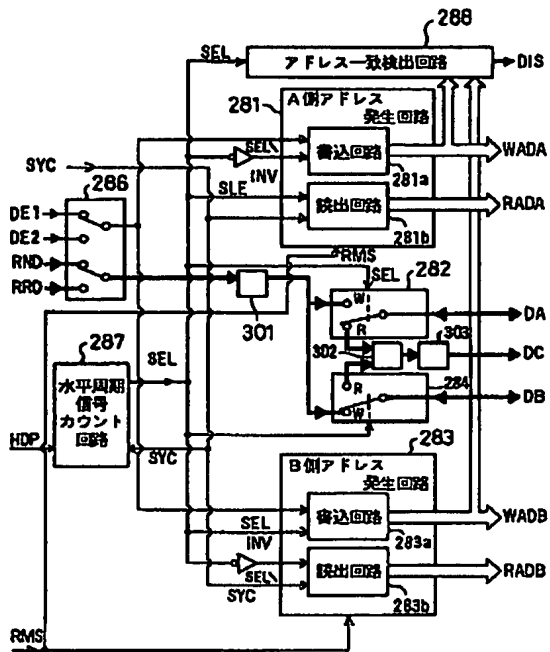 288
SEL
アドレス一致検出回路
DIS
281
A側アドレス
発生回路
SEL\
INV
書込回路
281a
WADA
SYC
286
SLE
読出回路
281b
RADA
DE1
DE2
RND
RRD
RMS
SEL
282
301
W
R
DA
303
302
DC
287
SEL
水平周期
信号
カウント
回路
R
W
284
DB
HDP
SYC
283
B側アドレス
発生回路
書込回路
283a
WADB
SEL
INV
SEL\
読出回路
283b
RADB
SYC
RMS